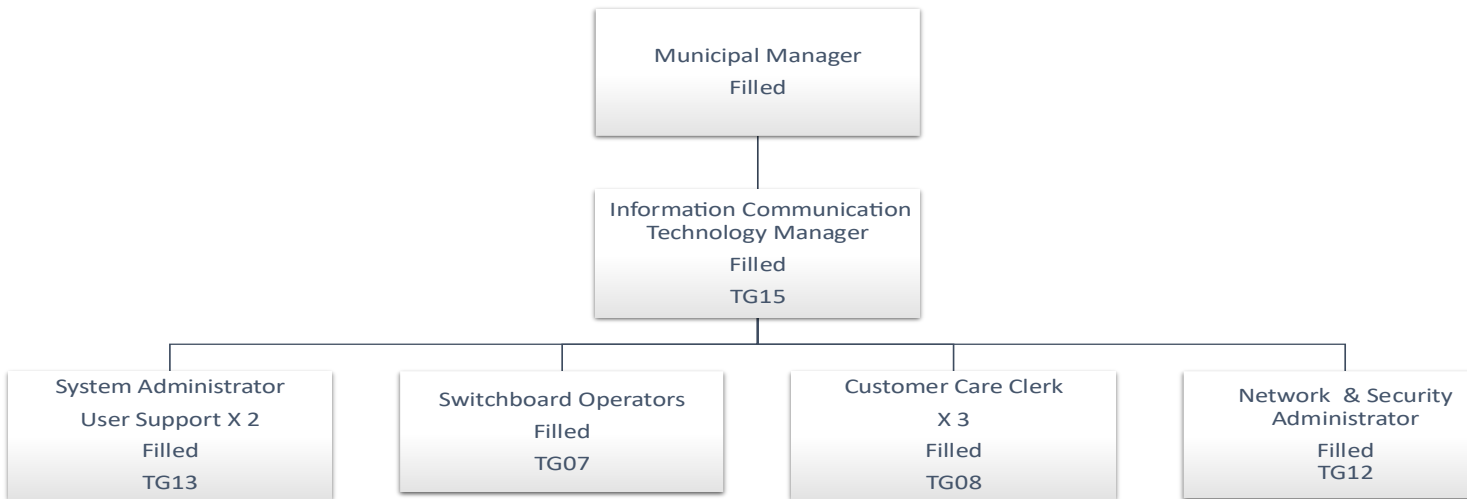 Municipal Manager
Filled
Information Communication
Technology Manager
Filled
TG15
System Administrator
User Support X 2
Filled
TG13
Switchboard Operators
Filled
TG07
Customer Care Clerk
X 3
Filled
TG08
Network & Security
Administrator
Filled
TG12